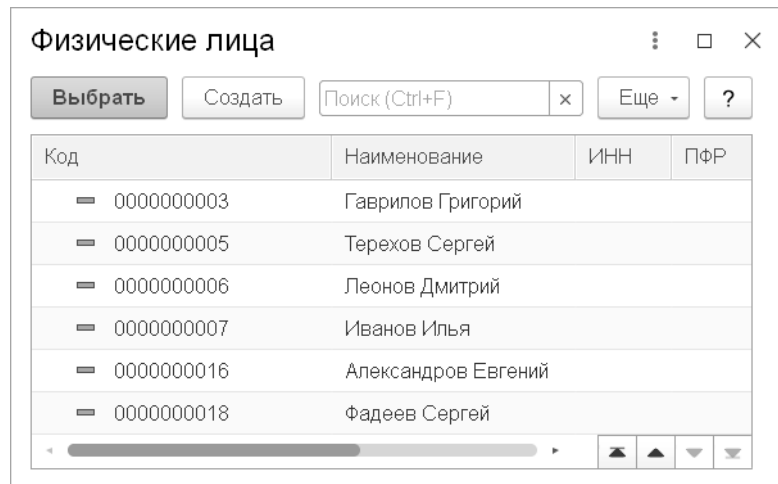 Физические лица
Выбрать Создать Поиск (Ctrl+F) × Еще ?
Код Наименование ИНН ПФР
0000000003 Гаврилов Григорий
0000000005 Терехов Сергей
0000000006 Леонов Дмитрий
0000000007 Иванов Илья
0000000016 Александров Евгений
0000000018 Фадеев Сергей